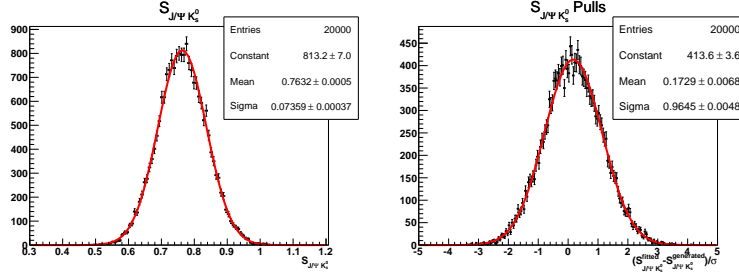 S_{J/Ψ K_s^0}
Entries 20000
Constant 813.2 ± 7.0
Mean 0.7632 ± 0.0005
Sigma 0.07359 ± 0.00037
900
800
700
600
500
400
300
200
100
0
0.3 0.4 0.5 0.6 0.7 0.8 0.9 1 1.1 1.2
S_{J/Ψ K_s^0}
S_{J/Ψ K_s^0} Pulls
Entries 20000
Constant 413.6 ± 3.6
Mean 0.1729 ± 0.0068
Sigma 0.9645 ± 0.0048
450
400
350
300
250
200
150
100
50
0
-5 -4 -3 -2 -1 0 1 2 3 4 5
(S^{fitted}_{J/Ψ K_s^0}-S^{generated}_{J/Ψ K_s^0})/σ